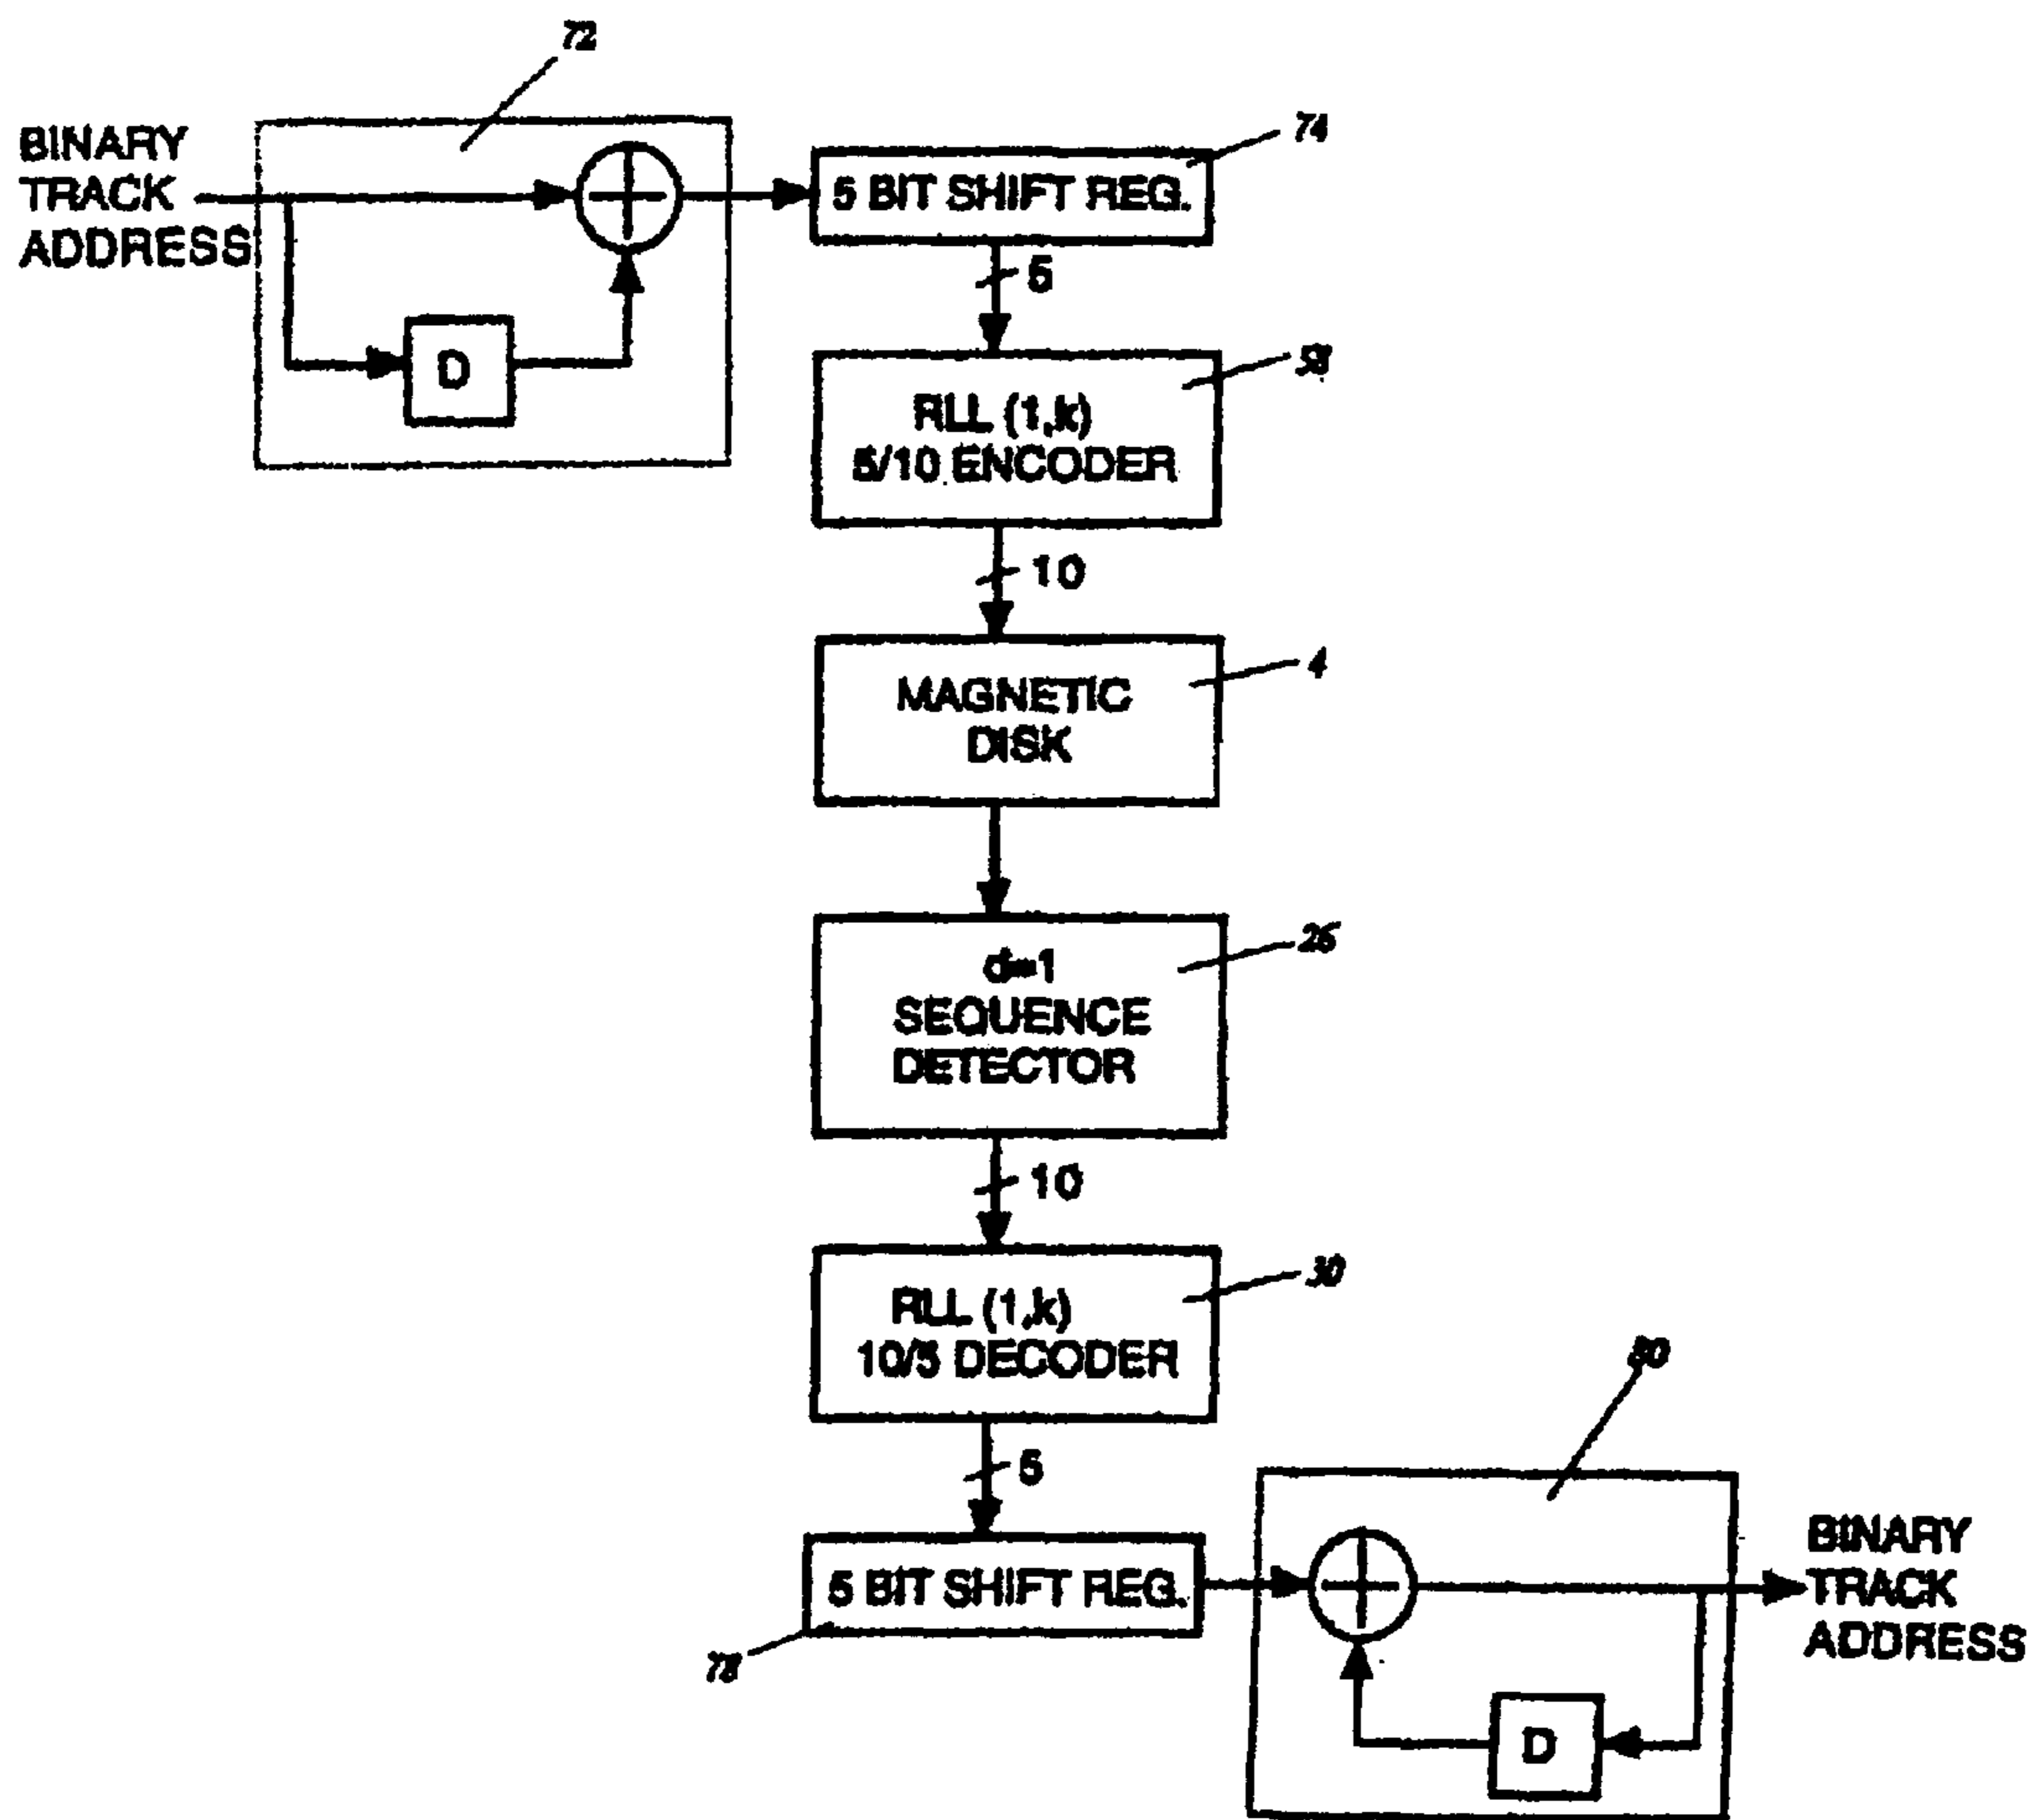 72
BINARY
TRACK
ADDRESS
74
5 BIT SHIFT REG.
5
D
RLL (1,k)
5/10 ENCODER
10
4
MAGNETIC
DISK
26
d=1
SEQUENCE
DETECTOR
10
30
RLL (1,k)
10/5 DECODER
80
5
5 BIT SHIFT REG.
BINARY
TRACK
ADDRESS
D